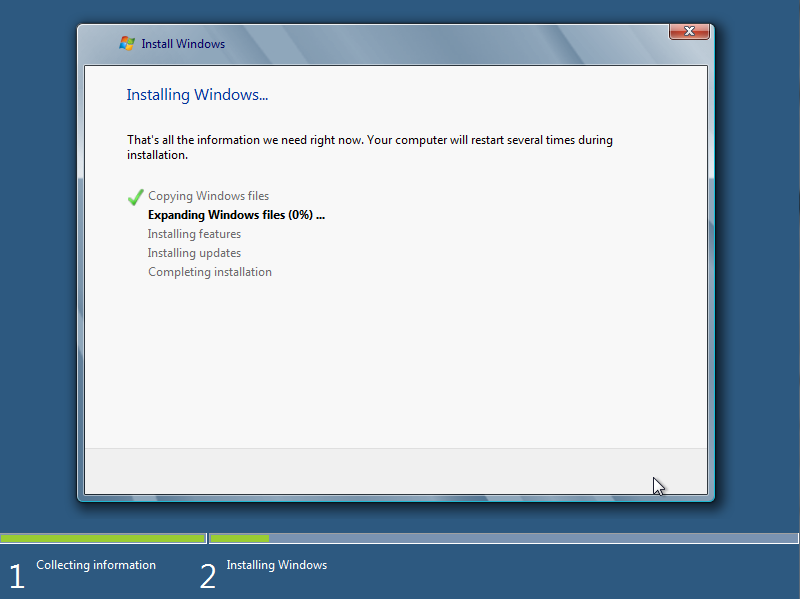 Install Windows
Installing Windows...
That's all the information we need right now. Your computer will restart several times during
installation.
Copying Windows files
Expanding Windows files (0%) ...
Installing features
Installing updates
Completing installation
1 Collecting information 2 Installing Windows